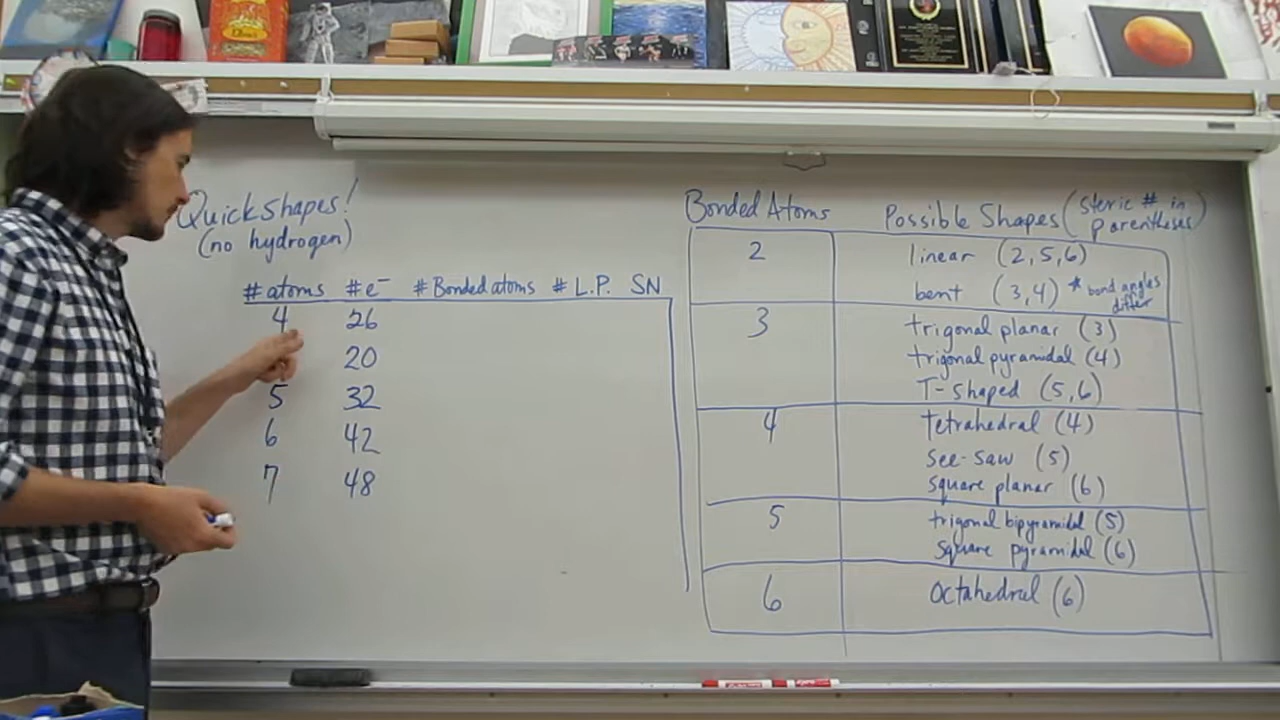 Quick shapes!
(no hydrogen)
# atoms # e⁻ # Bonded atoms # L.P. SN
4 26
20
5 32
6 42
7 48
Bonded Atoms Possible Shapes (steric # in parentheses)
2 linear (2, 5, 6)
bent (3, 4) * bond angles differ
3 trigonal planar (3)
trigonal pyramidal (4)
T-shaped (5, 6)
4 tetrahedral (4)
see-saw (5)
square planar (6)
5 trigonal bipyramidal (5)
square pyramidal (6)
6 octahedral (6)